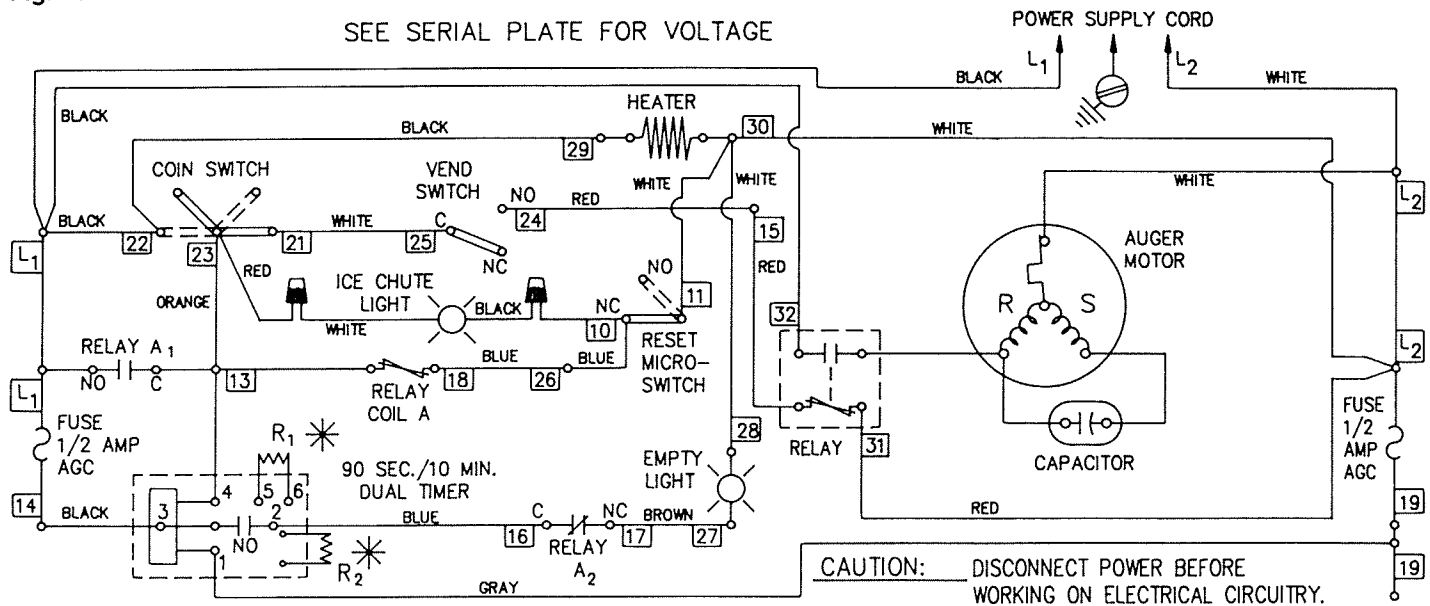 SEE SERIAL PLATE FOR VOLTAGE
POWER SUPPLY CORD
L1
L2
BLACK
WHITE
BLACK
HEATER
BLACK
30
WHITE
29
COIN SWITCH
VEND
SWITCH
WHITE
WHITE
WHITE
L2
NO
24
RED
BLACK
22
WHITE
C
21
25
15
L1
23
NC
AUGER
MOTOR
RED
ICE CHUTE
LIGHT
NO
11
RED
ORANGE
BLACK
NC
R
S
32
WHITE
10
RESET
MICRO-
SWITCH
L2
RELAY A1
BLUE
BLUE
NO
C
13
18
26
L1
RELAY
COIL A
FUSE
1/2 AMP
AGC
FUSE
1/2
AMP
AGC
R1
28
RELAY
31
90 SEC./10 MIN.
DUAL TIMER
EMPTY
LIGHT
CAPACITOR
14
4
5
6
19
BLACK
3
2
BLUE
C
NC
BROWN
RED
NO
16
17
27
1
RELAY
A2
R2
GRAY
19
CAUTION: DISCONNECT POWER BEFORE
WORKING ON ELECTRICAL CIRCUITRY.